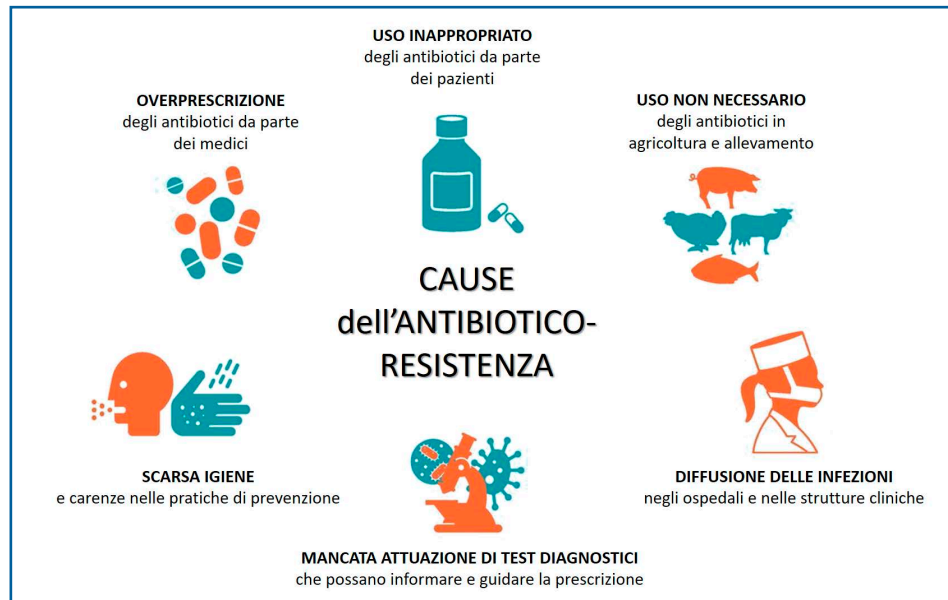 USO INAPPROPRIATO
degli antibiotici da parte
dei pazienti
OVERPRESCRIZIONE
degli antibiotici da parte
dei medici
USO NON NECESSARIO
degli antibiotici in
agricoltura e allevamento
CAUSE
dell'ANTIBIOTICO-
RESISTENZA
SCARSA IGIENE
e carenze nelle pratiche di prevenzione
DIFFUSIONE DELLE INFEZIONI
negli ospedali e nelle strutture cliniche
MANCATA ATTUAZIONE DI TEST DIAGNOSTICI
che possano informare e guidare la prescrizione